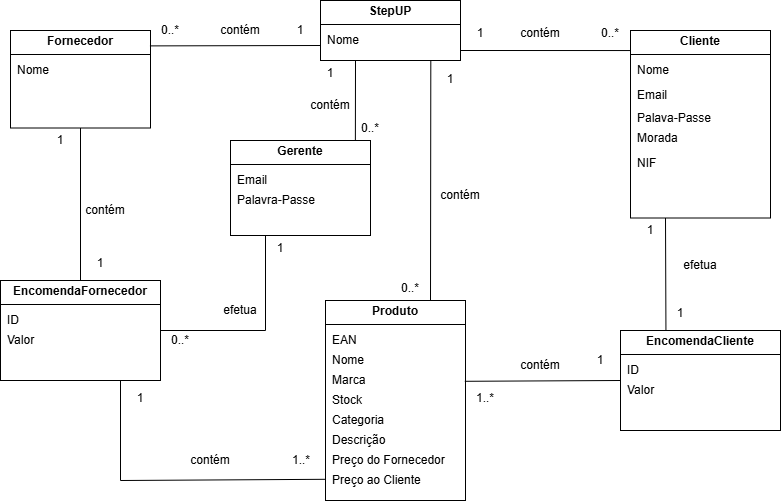 StepUP
Nome
Fornecedor
Nome
0..*
contém
1
1
contém
0..*
Cliente
Nome
Email
Palava-Passe
Morada
NIF
1
contém
0..*
Gerente
Email
Palavra-Passe
1
contém
0..*
1
contém
1
EncomendaFornecedor
ID
Valor
1
efetua
0..*
1
efetua
1
EncomendaCliente
ID
Valor
Produto
EAN
Nome
Marca
Stock
Categoria
Descrição
Preço do Fornecedor
Preço ao Cliente
contém
1
1..*
1
contém
1..*